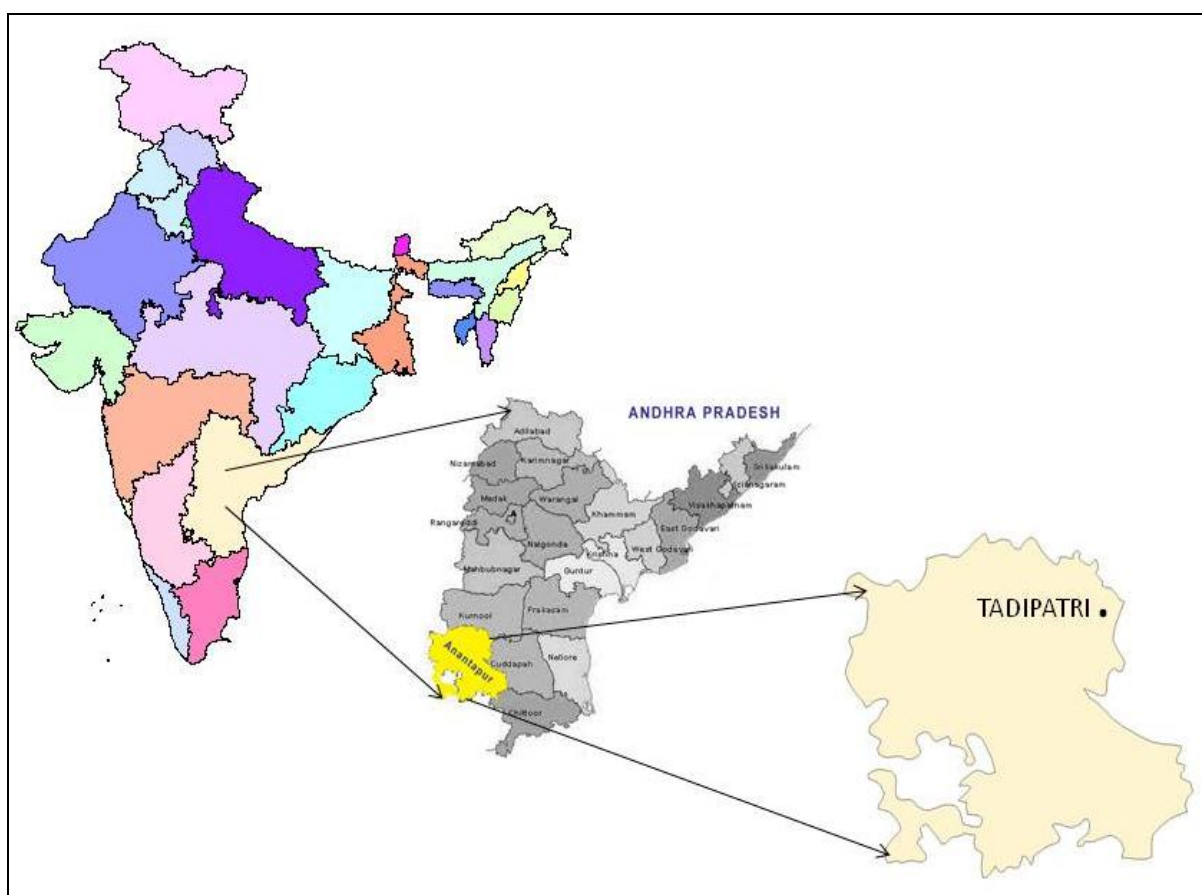 ANDHRA PRADESH
Adilabad
Nizamabad
Karimnagar
Medak
Warangal
Rangareddi
Khammam
Nalgonda
Mahbubnagar
Srikakulam
Visakhapatnam
East Godavari
West Godavari
Krishna
Guntur
Kurnool
Prakasam
Anantapur
Cuddapah
Nellore
Chittoor
TADIPATRI